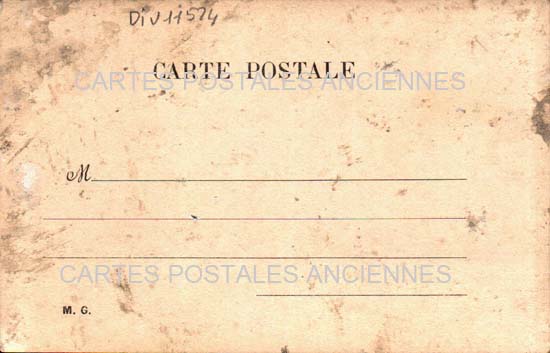 Div11574
CARTE POSTALE
CARTES POSTALES ANCIENNES
M
CARTES POSTALES ANCIENNES
M. G.